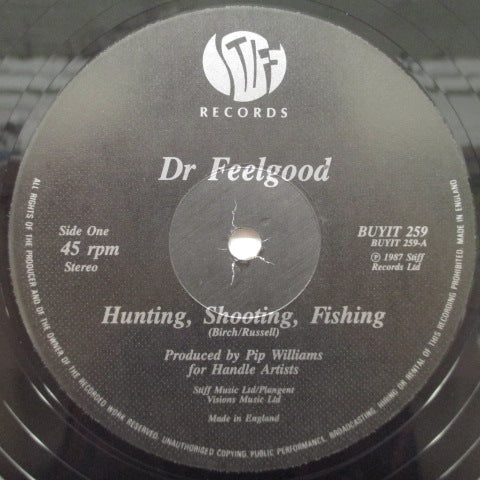 STIFF
RECORDS
Dr Feelgood
Side One
45 rpm
Stereo
BUYIT 259
BUYIT 259-A
℗ 1987 Stiff
Records Ltd
Hunting, Shooting, Fishing
(Birch/Russell)
Produced by Pip Williams
for Handle Artists
Stiff Music Ltd/Plangent
Visions Music Ltd
Made in England
ALL RIGHTS OF THE PRODUCER AND OF THE OWNER OF THE RECORDED WORK RESERVED. UNAUTHORISED COPYING, PUBLIC PERFORMANCE, BROADCASTING, HIRING OR RENTAL OF THIS RECORDING PROHIBITED. MADE IN ENGLAND